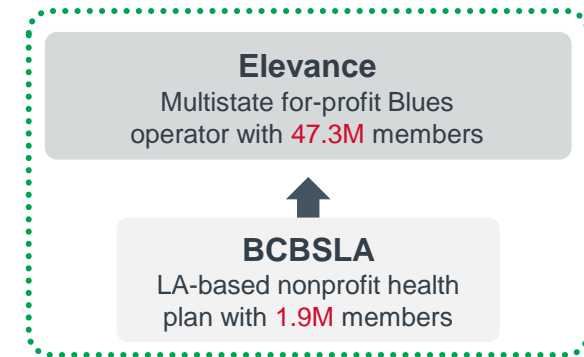 Elevance
Multistate for-profit Blues
operator with 47.3M members
BCBSLA
LA-based nonprofit health
plan with 1.9M members